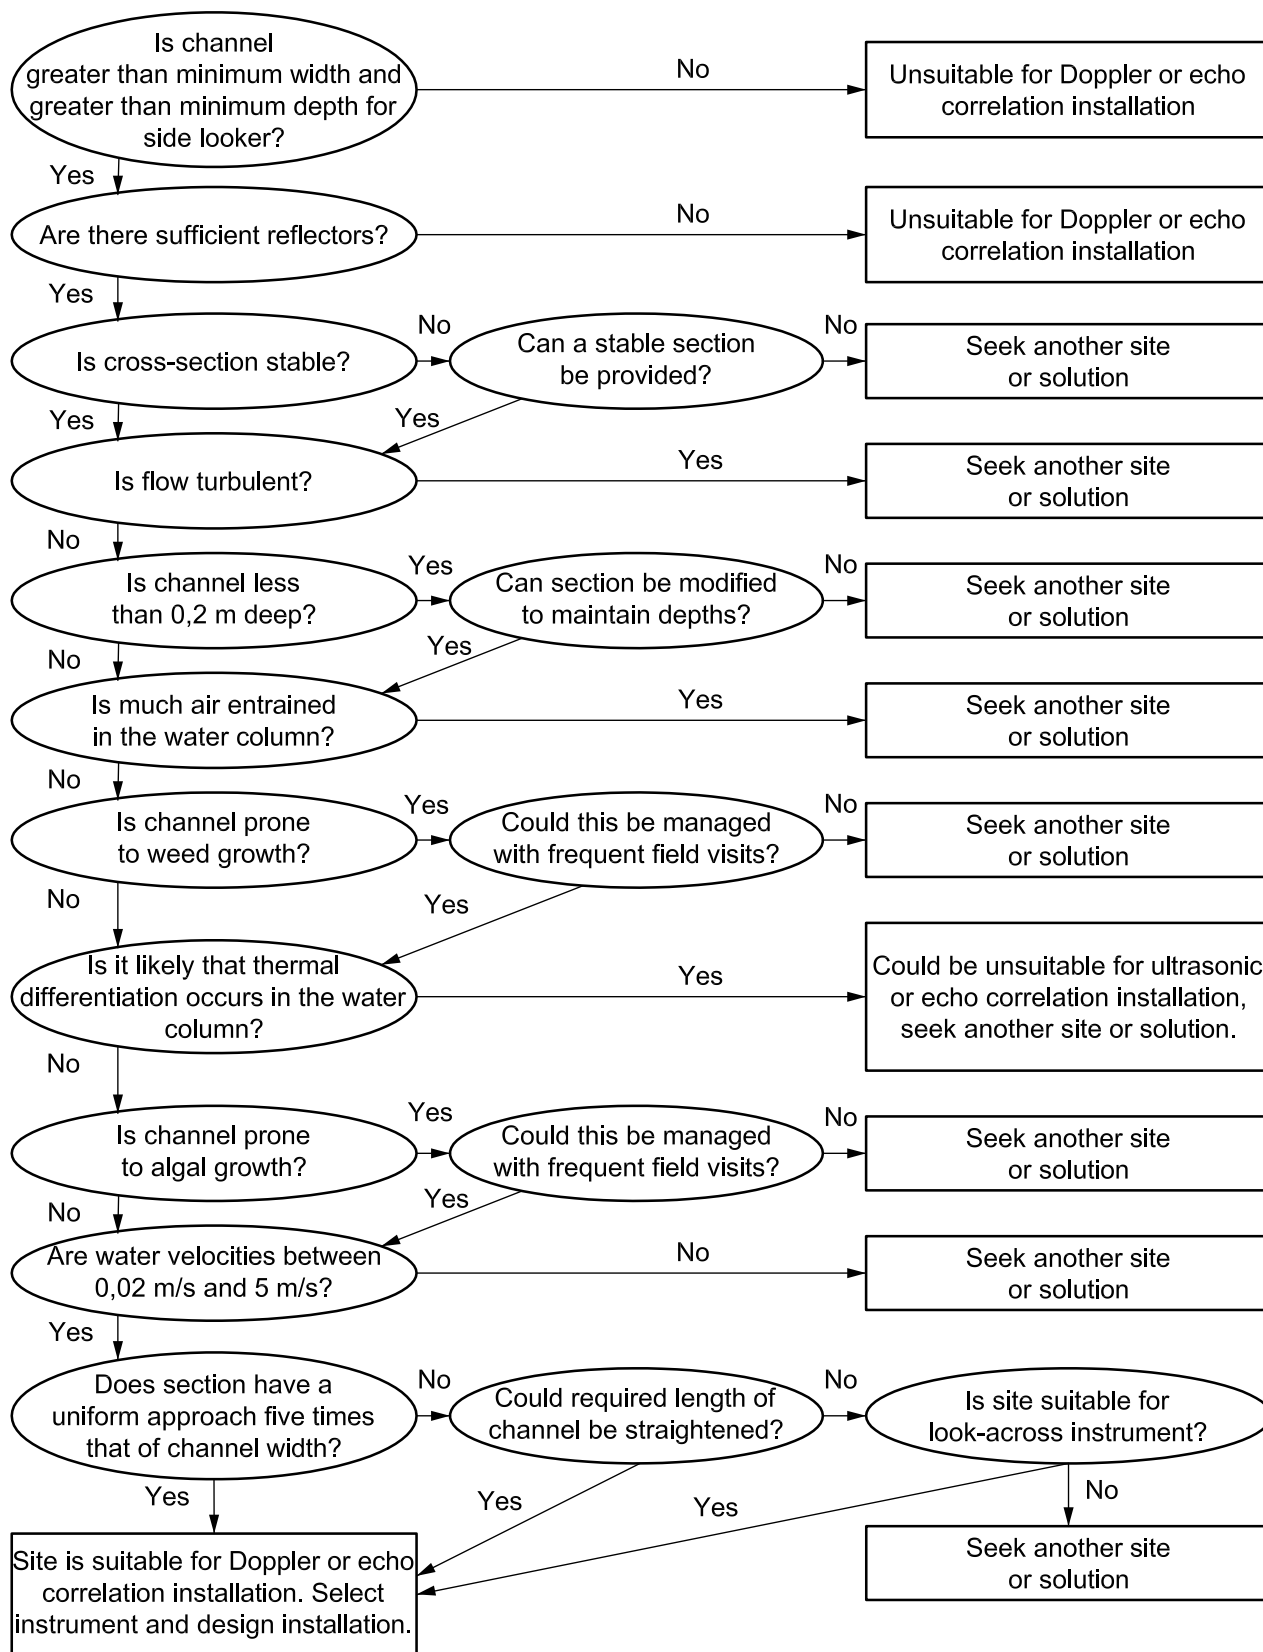 Is channel
greater than minimum width and
greater than minimum depth for
side looker?
No
Unsuitable for Doppler or echo
correlation installation
Yes
Are there sufficient reflectors?
No
Unsuitable for Doppler or echo
correlation installation
Yes
Is cross-section stable?
No
Can a stable section
be provided?
No
Seek another site
or solution
Yes
Yes
Is flow turbulent?
Yes
Seek another site
or solution
No
Is channel less
than 0,2 m deep?
Yes
Can section be modified
to maintain depths?
No
Seek another site
or solution
No
Yes
Is much air entrained
in the water column?
Yes
Seek another site
or solution
No
Is channel prone
to weed growth?
Yes
Could this be managed
with frequent field visits?
No
Seek another site
or solution
No
Yes
Is it likely that thermal
differentiation occurs in the water
column?
Yes
Could be unsuitable for ultrasonic
or echo correlation installation,
seek another site or solution.
No
Is channel prone
to algal growth?
Yes
Could this be managed
with frequent field visits?
No
Seek another site
or solution
No
Yes
Are water velocities between
0,02 m/s and 5 m/s?
No
Seek another site
or solution
Yes
Does section have a
uniform approach five times
that of channel width?
No
Could required length of
channel be straightened?
No
Is site suitable for
look-across instrument?
Yes
Yes
Yes
No
Site is suitable for Doppler or echo
correlation installation. Select
instrument and design installation.
Seek another site
or solution